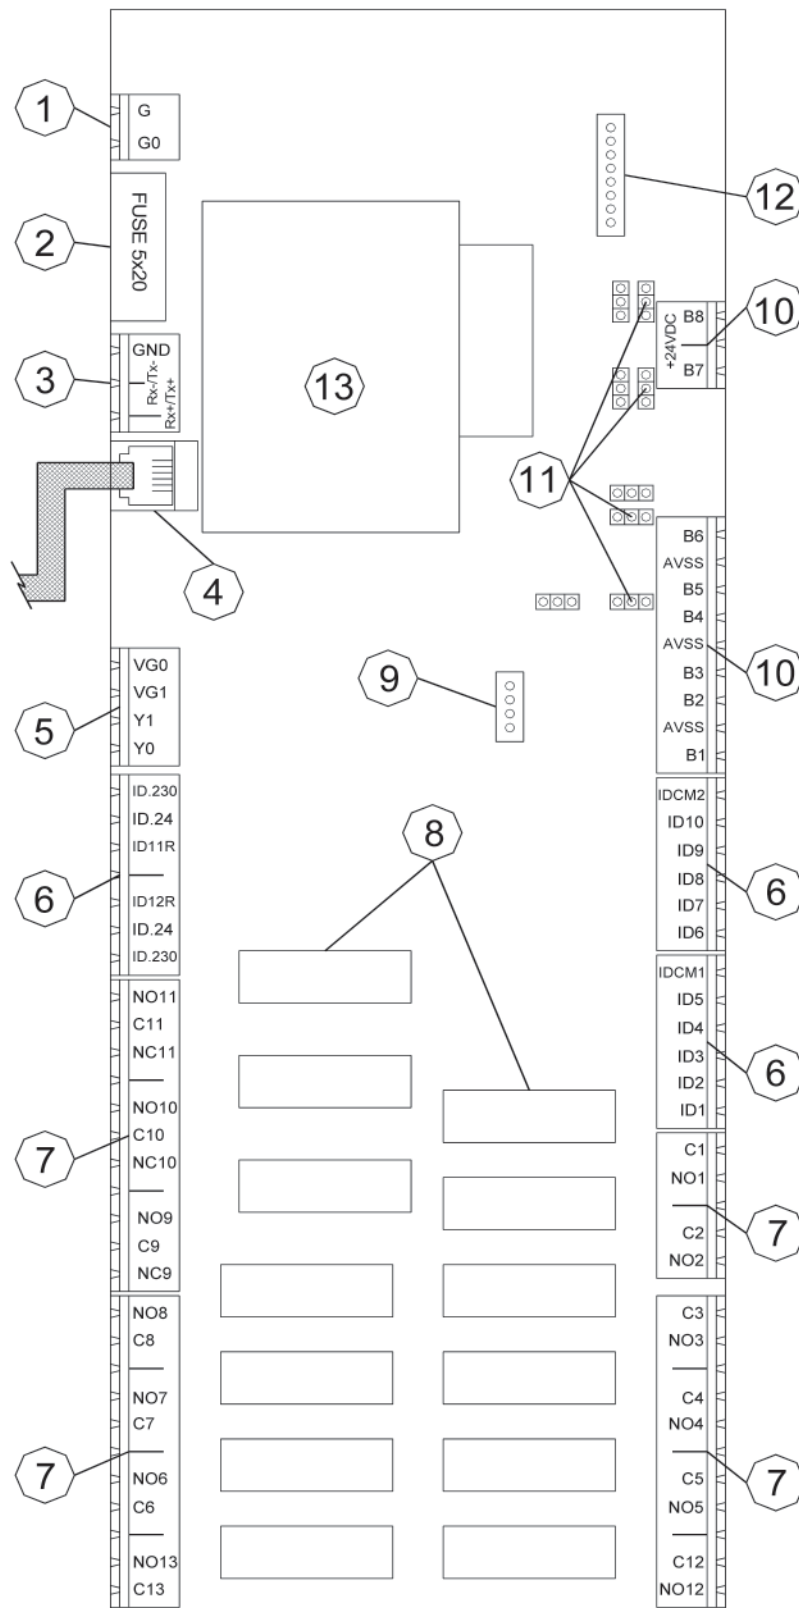 1
G
G0
2
FUSE 5x20
3
GND
Rx-/Tx-
Rx+/Tx+
4
13
12
10
+24VDC
B8
B7
11
B6
AVSS
B5
B4
AVSS
B3
B2
AVSS
B1
10
9
5
VG0
VG1
Y1
Y0
6
ID.230
ID.24
ID11R
ID12R
ID.24
ID.230
8
IDCM2
ID10
ID9
ID8
ID7
ID6
6
IDCM1
ID5
ID4
ID3
ID2
ID1
6
7
NO11
C11
NC11
NO10
C10
NC10
NO9
C9
NC9
C1
NO1
C2
NO2
7
7
NO8
C8
NO7
C7
NO6
C6
NO13
C13
C3
NO3
C4
NO4
C5
NO5
C12
NO12
7